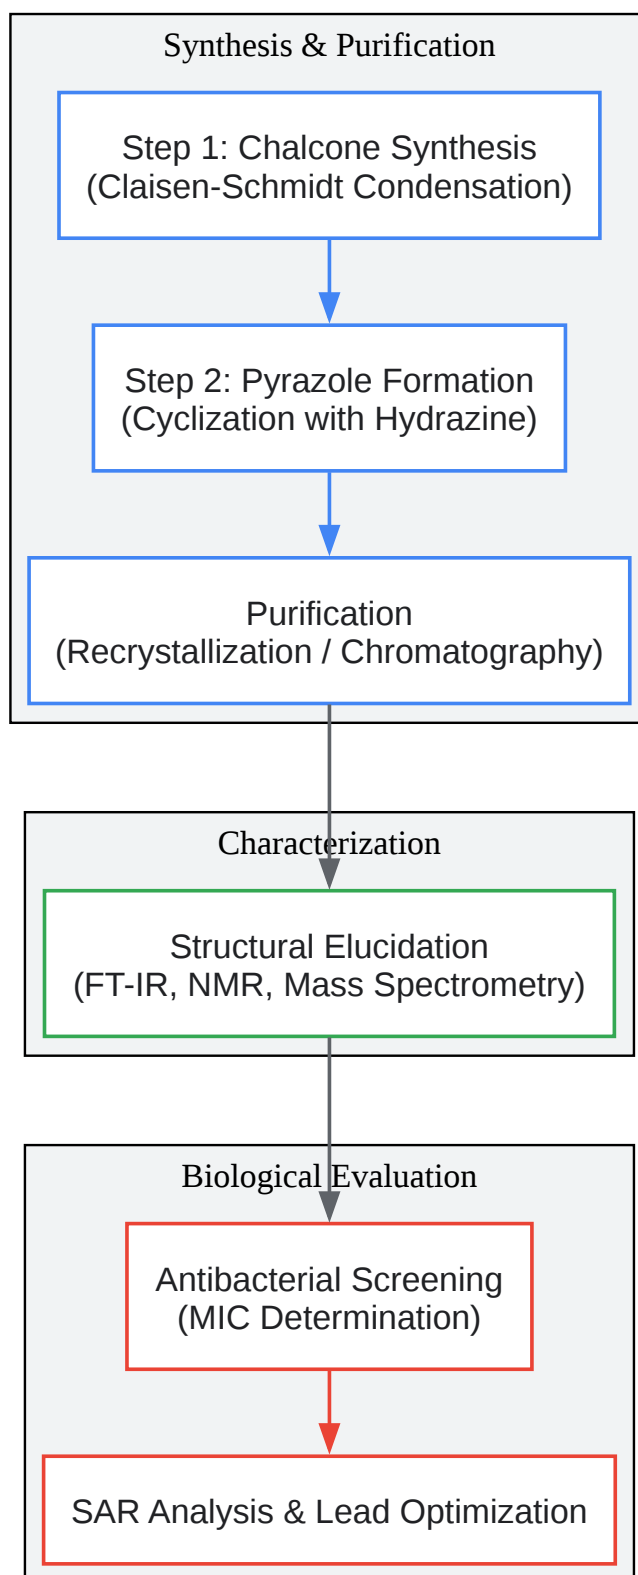 Synthesis & Purification
Step 1: Chalcone Synthesis
(Claisen-Schmidt Condensation)
Step 2: Pyrazole Formation
(Cyclization with Hydrazine)
Purification
(Recrystallization / Chromatography)
Characterization
Structural Elucidation
(FT-IR, NMR, Mass Spectrometry)
Biological Evaluation
Antibacterial Screening
(MIC Determination)
SAR Analysis & Lead Optimization